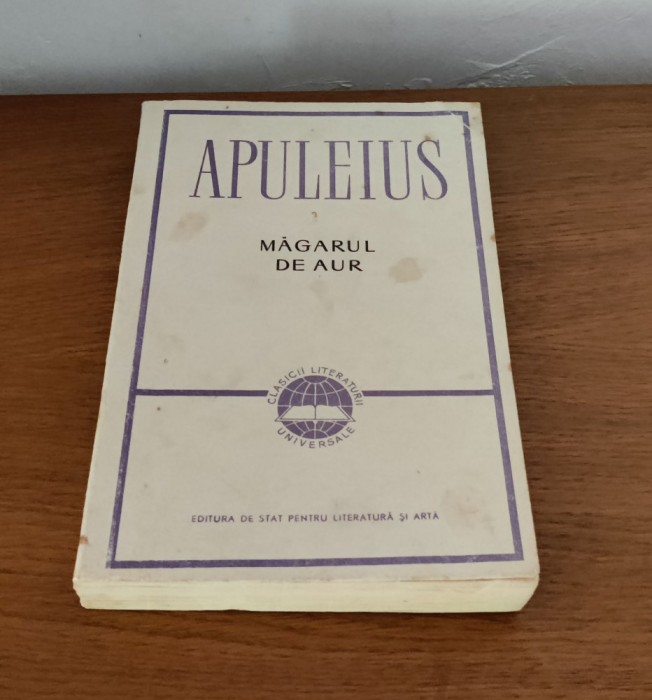 APULEIUS
MĂGARUL
DE AUR
CLASICII LITERATURII
UNIVERSALE
EDITURA DE STAT PENTRU LITERATURĂ ȘI ARTĂ